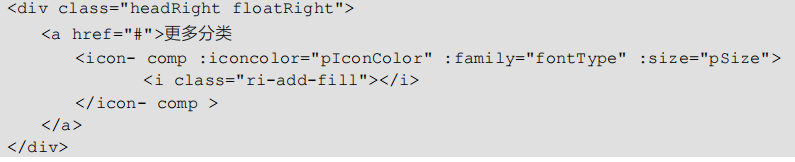 <div class="headRight floatRight">
<a href="#">更多分类
<icon- comp :iconcolor="pIconColor" :family="fontType" :size="pSize">
<i class="ri-add-fill"></i>
</icon- comp >
</a>
</div>